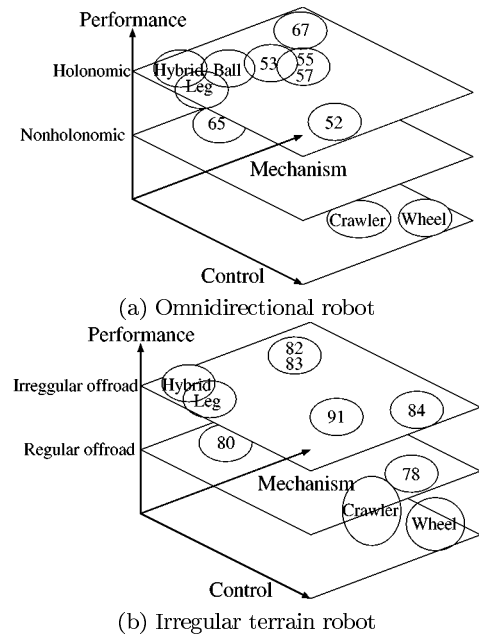 Performance
67
Holonomic
Hybrid
Ball
53
55
57
Leg
65
52
Nonholonomic
Mechanism
Crawler
Wheel
Control
(a) Omnidirectional robot
Performance
82
83
Irreggular offroad
Hybrid
Leg
91
84
80
Regular offroad
Mechanism
78
Crawler
Wheel
Control
(b) Irregular terrain robot